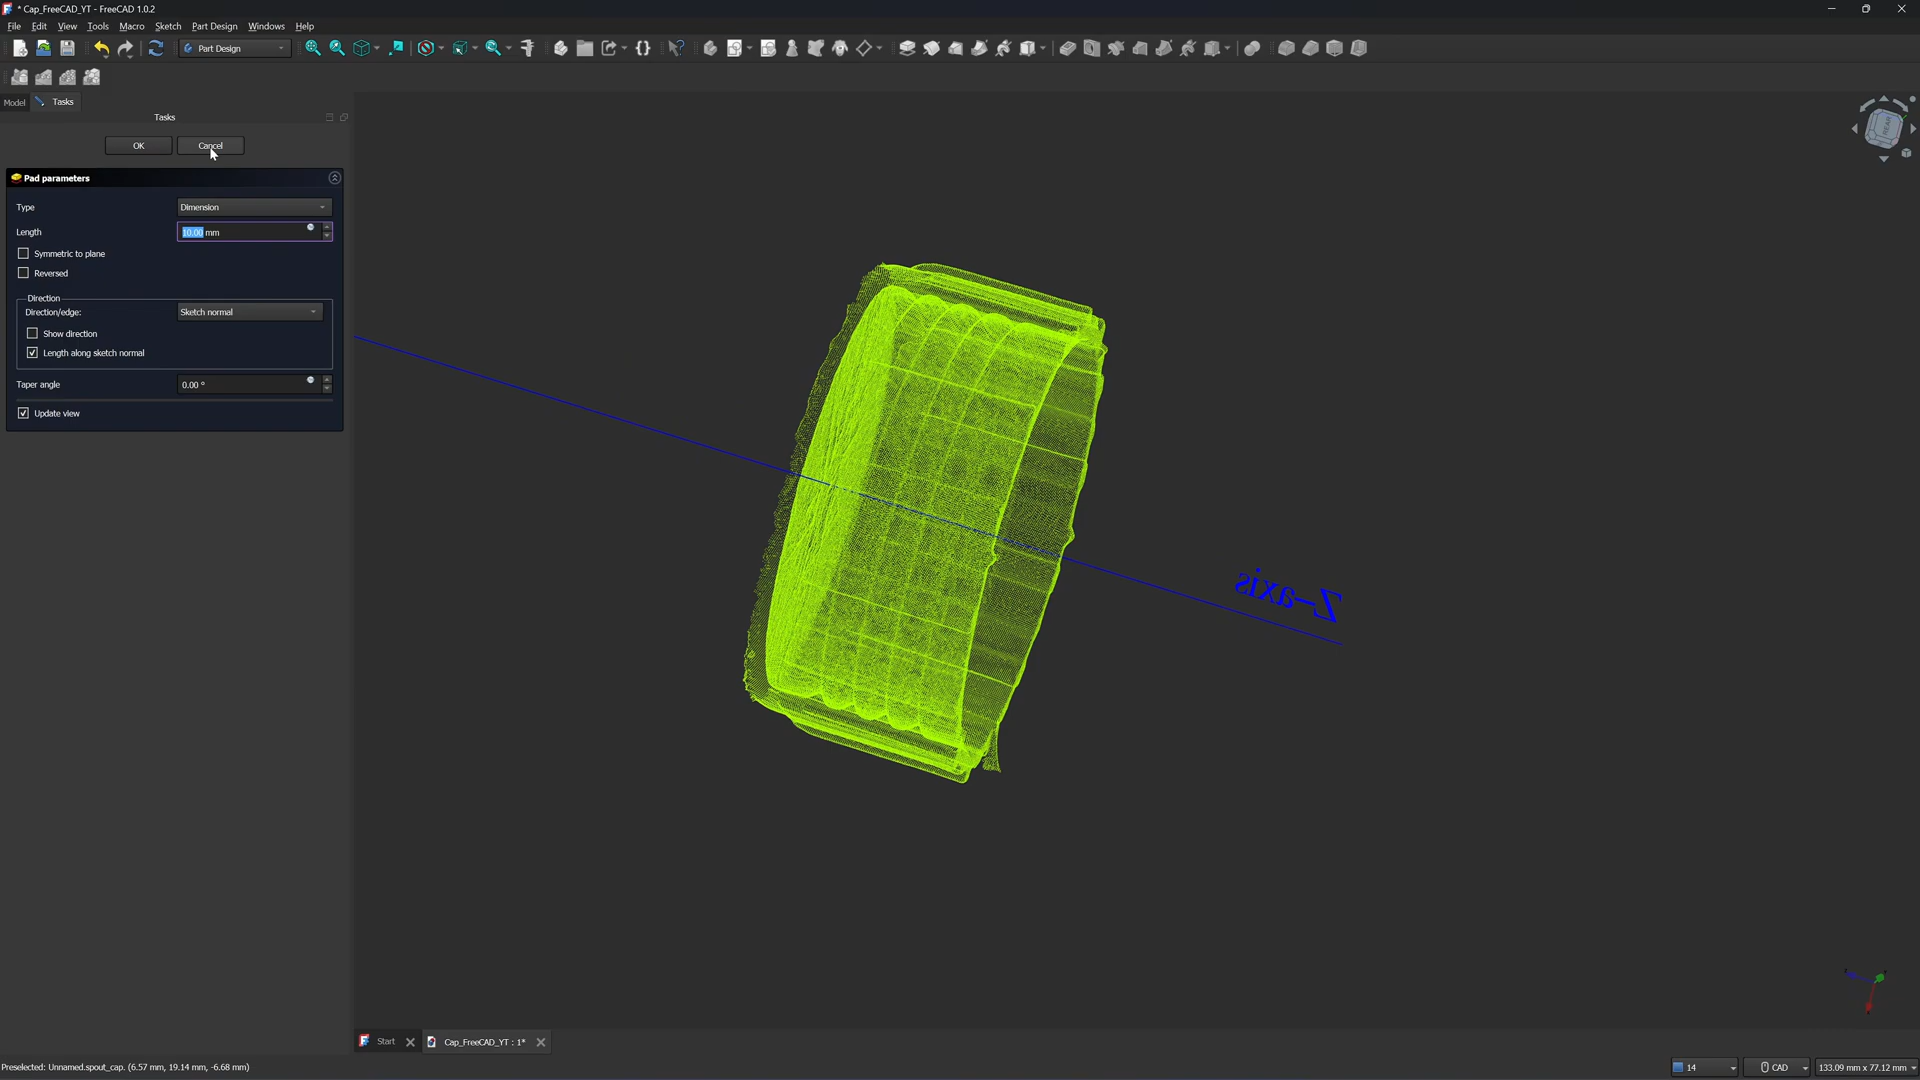 * Cap_FreeCAD_YT - FreeCAD 1.0.2
File Edit View Tools Macro Sketch Part Design Windows Help
Part Design
Model Tasks
Tasks
OK Cancel
Pad parameters
Type Dimension
Length 10.00 mm
Symmetric to plane
Reversed
Direction
Direction/edge: Sketch normal
Show direction
Length along sketch normal
Taper angle 0.00 °
Update view
REAR
Z-axis
Start Cap_FreeCAD_YT : 1*
Preselected: Unnamed.spout_cap. (6.57 mm, 19.14 mm, -6.68 mm)
14 CAD 133.09 mm x 77.12 mm